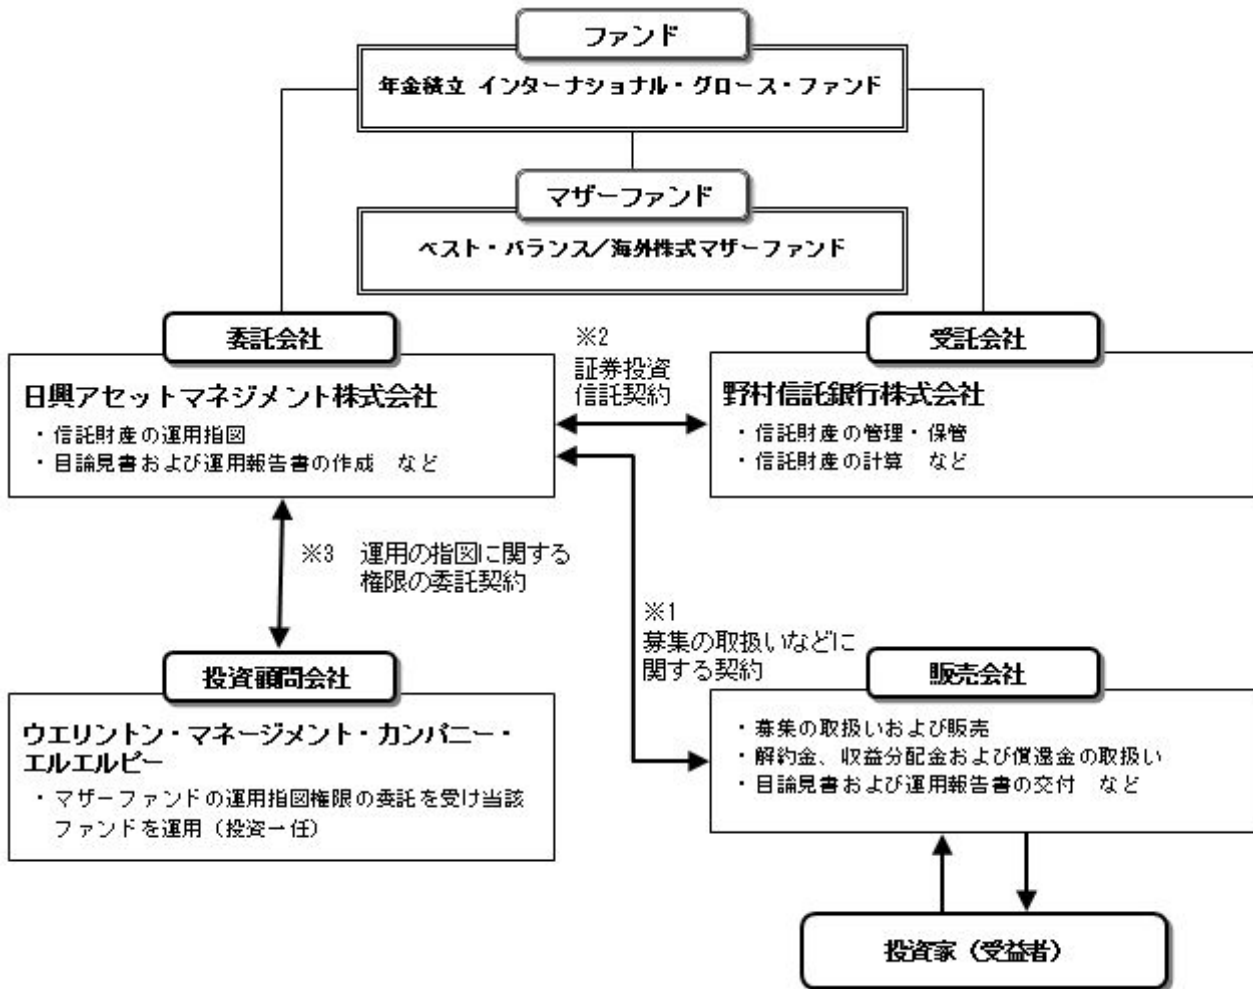 ファンド
年金積立 インターナショナル・グロース・ファンド
マザーファンド
ベスト・バランス／海外株式マザーファンド
委託会社
日興アセットマネジメント株式会社
・信託財産の運用指図
・目論見書および運用報告書の作成　など
※2
証券投資
信託契約
受託会社
野村信託銀行株式会社
・信託財産の管理・保管
・信託財産の計算　など
※3　運用の指図に関する
権限の委託契約
※1
募集の取扱いなどに
関する契約
投資顧問会社
ウエリントン・マネージメント・カンパニー・
エルエルピー
・マザーファンドの運用指図権限の委託を受け当該
ファンドを運用（投資一任）
販売会社
・募集の取扱いおよび販売
・解約金、収益分配金および償還金の取扱い
・目論見書および運用報告書の交付　など
投資家（受益者）